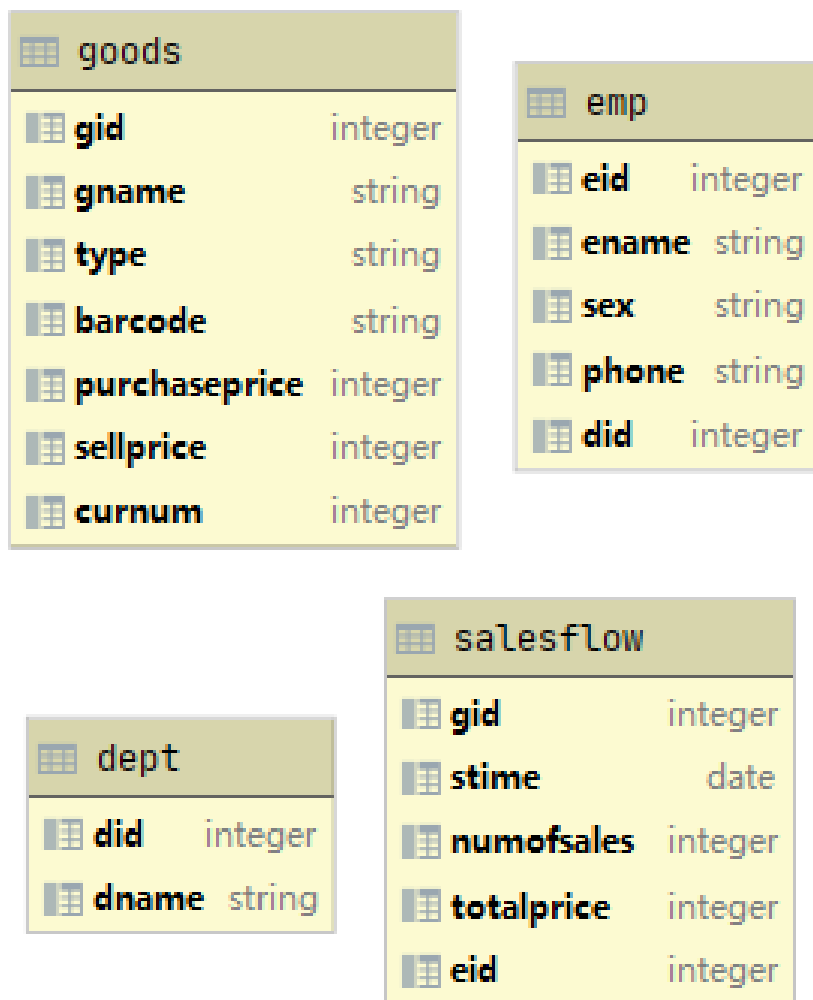 goods
gid integer
gname string
type string
barcode string
purchaseprice integer
sellprice integer
curnum integer
emp
eid integer
ename string
sex string
phone string
did integer
dept
did integer
dname string
salesflow
gid integer
stime date
numofsales integer
totalprice integer
eid integer